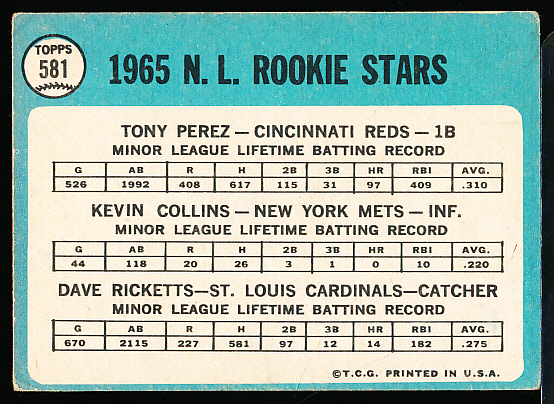 TOPPS
581
1965 N. L. ROOKIE STARS
TONY PEREZ — CINCINNATI REDS — 1B
MINOR LEAGUE LIFETIME BATTING RECORD
G AB R H 2B 3B HR RBI AVG.
526 1992 408 617 115 31 97 409 .310
KEVIN COLLINS — NEW YORK METS — INF.
MINOR LEAGUE LIFETIME BATTING RECORD
G AB R H 2B 3B HR RBI AVG.
44 118 20 26 3 1 0 10 .220
DAVE RICKETTS—ST. LOUIS CARDINALS—CATCHER
MINOR LEAGUE LIFETIME BATTING RECORD
G AB R H 2B 3B HR RBI AVG.
670 2115 227 581 97 12 14 182 .275
©T.C.G. PRINTED IN U.S.A.